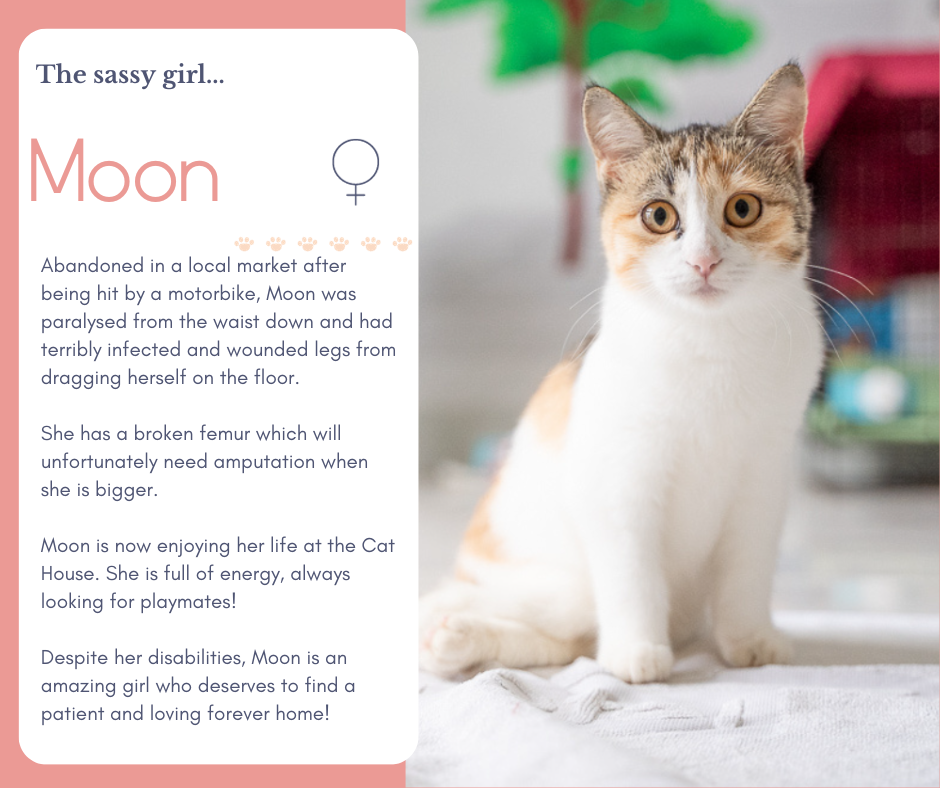 The sassy girl...
Moon
Abandoned in a local market after
being hit by a motorbike, Moon was
paralysed from the waist down and had
terribly infected and wounded legs from
dragging herself on the floor.
She has a broken femur which will
unfortunately need amputation when
she is bigger.
Moon is now enjoying her life at the Cat
House. She is full of energy, always
looking for playmates!
Despite her disabilities, Moon is an
amazing girl who deserves to find a
patient and loving forever home!